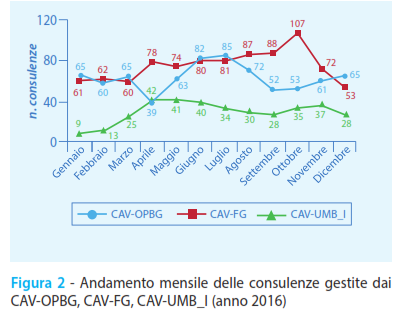 120
80
40
0
n. consulenze
65 62 65 78 74 82 85 87 88 107 72 65
61 60 60 39 63 80 81 72 52 53 61 53
9 13 25 42 41 40 34 30 28 35 37 28
Gennaio Febbraio Marzo Aprile Maggio Giugno Luglio Agosto Settembre Ottobre Novembre Dicembre
CAV-OPBG CAV-FG CAV-UMB_I
Figura 2 - Andamento mensile delle consulenze gestite dai
CAV-OPBG, CAV-FG, CAV-UMB_I (anno 2016)